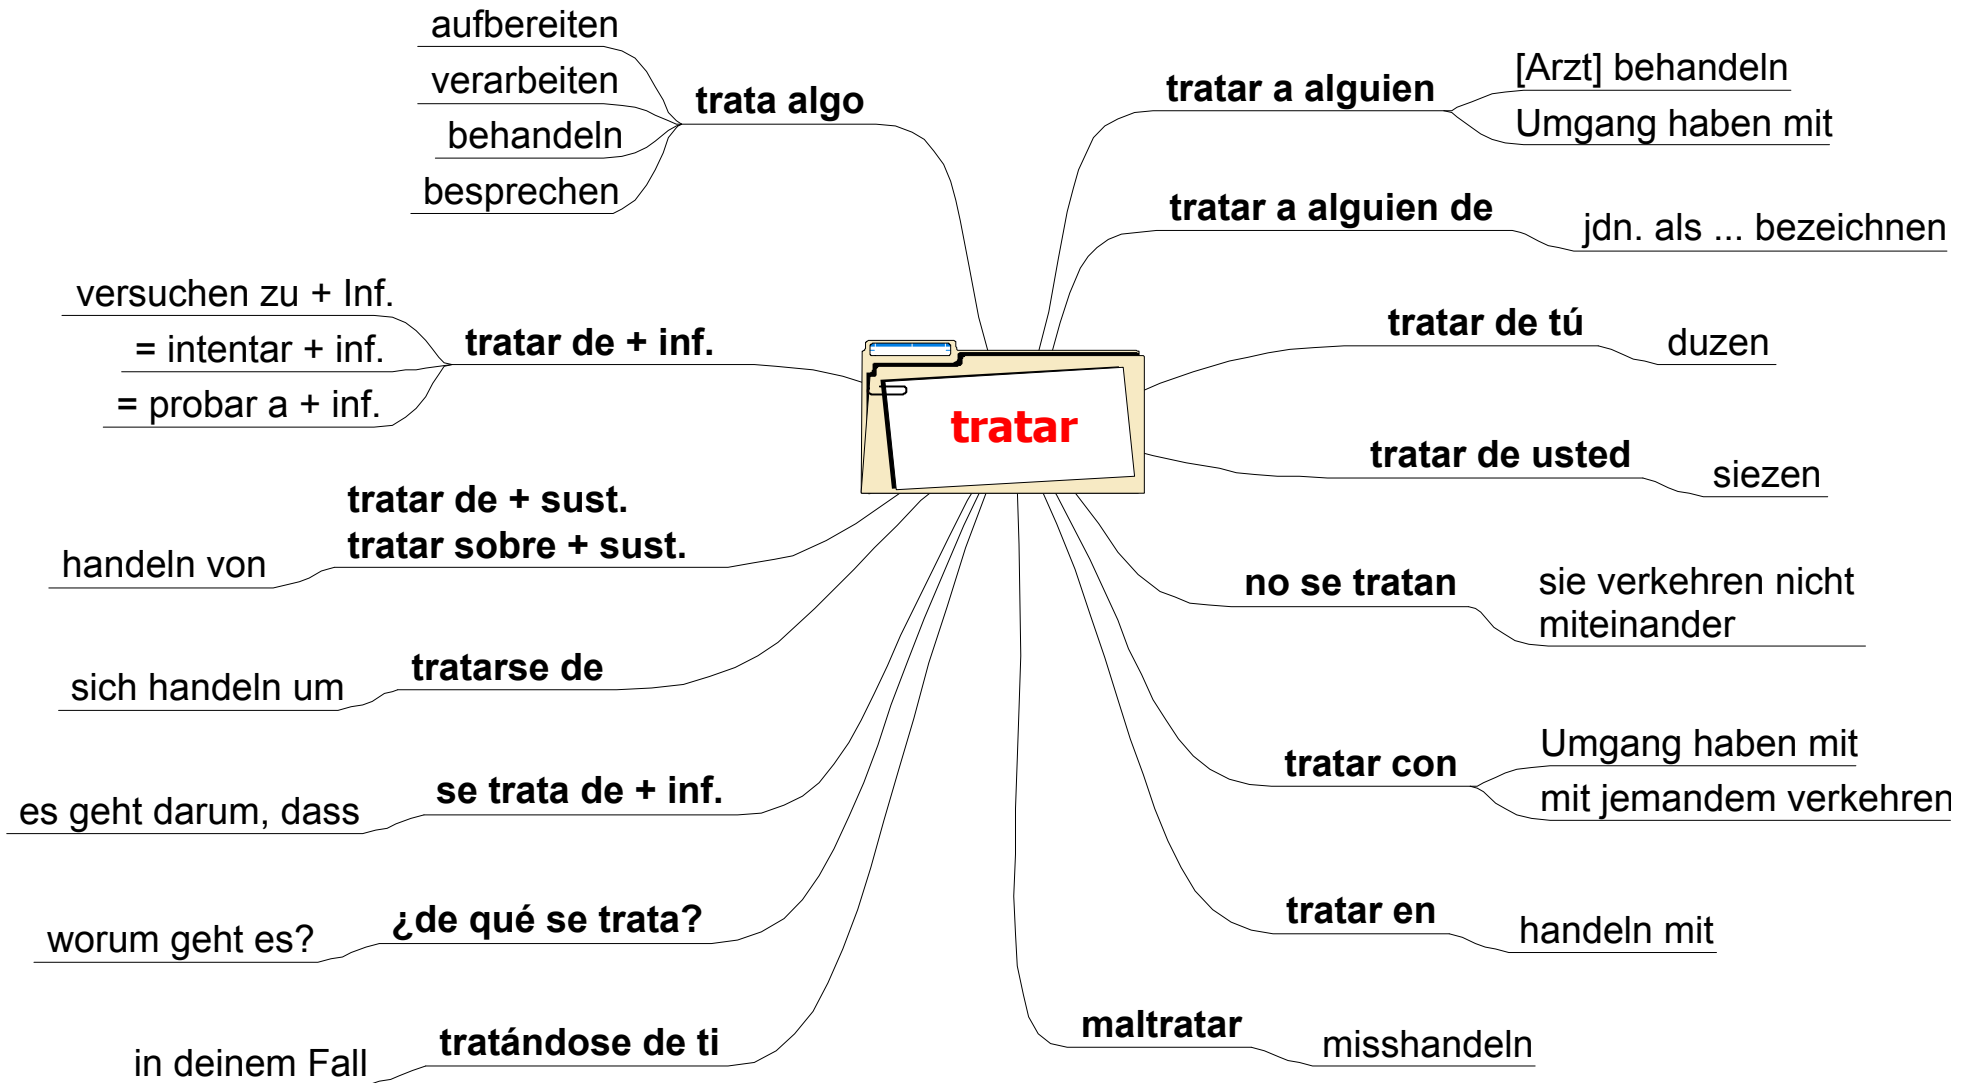 aufbereiten
verarbeiten
behandeln
besprechen
trata algo
versuchen zu + Inf.
= intentar + inf.
= probar a + inf.
tratar de + inf.
tratar de + sust.
tratar sobre + sust.
handeln von
tratarse de
sich handeln um
se trata de + inf.
es geht darum, dass
¿de qué se trata?
worum geht es?
tratándose de ti
in deinem Fall
tratar
tratar a alguien
[Arzt] behandeln
Umgang haben mit
tratar a alguien de
jdn. als ... bezeichnen
tratar de tú
duzen
tratar de usted
siezen
no se tratan
sie verkehren nicht
miteinander
tratar con
Umgang haben mit
mit jemandem verkehren
tratar en
handeln mit
maltratar
misshandeln